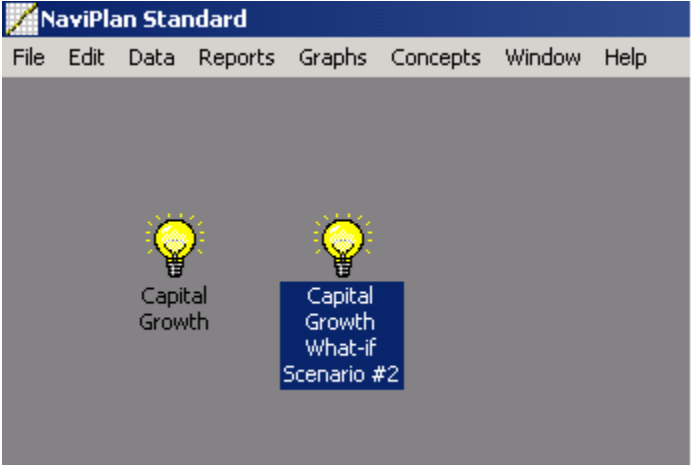 NaviPlan Standard
File Edit Data Reports Graphs Concepts Window Help
Capital
Growth
Capital
Growth
What-if
Scenario #2